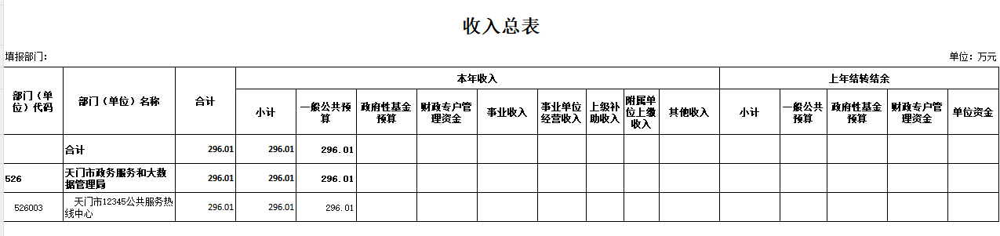 收入总表
填报部门：
单位：万元
部门（单位）代码
部门（单位）名称
合计
本年收入
上年结转结余
小计
一般公共预算
政府性基金预算
财政专户管理资金
事业收入
事业单位经营收入
上级补助收入
附属单位上缴收入
其他收入
小计
一般公共预算
政府性基金预算
财政专户管理资金
单位资金
合计 296.01 296.01 296.01
526 天门市政务服务和大数据管理局 296.01 296.01 296.01
526003 天门市12345公共服务热线中心 296.01 296.01 296.01